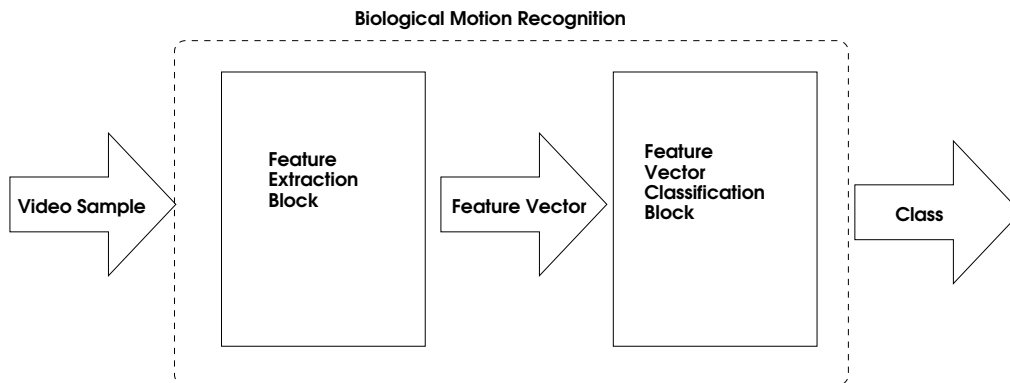 Biological Motion Recognition
Video Sample
Feature
Extraction
Block
Feature Vector
Feature
Vector
Classification
Block
Class